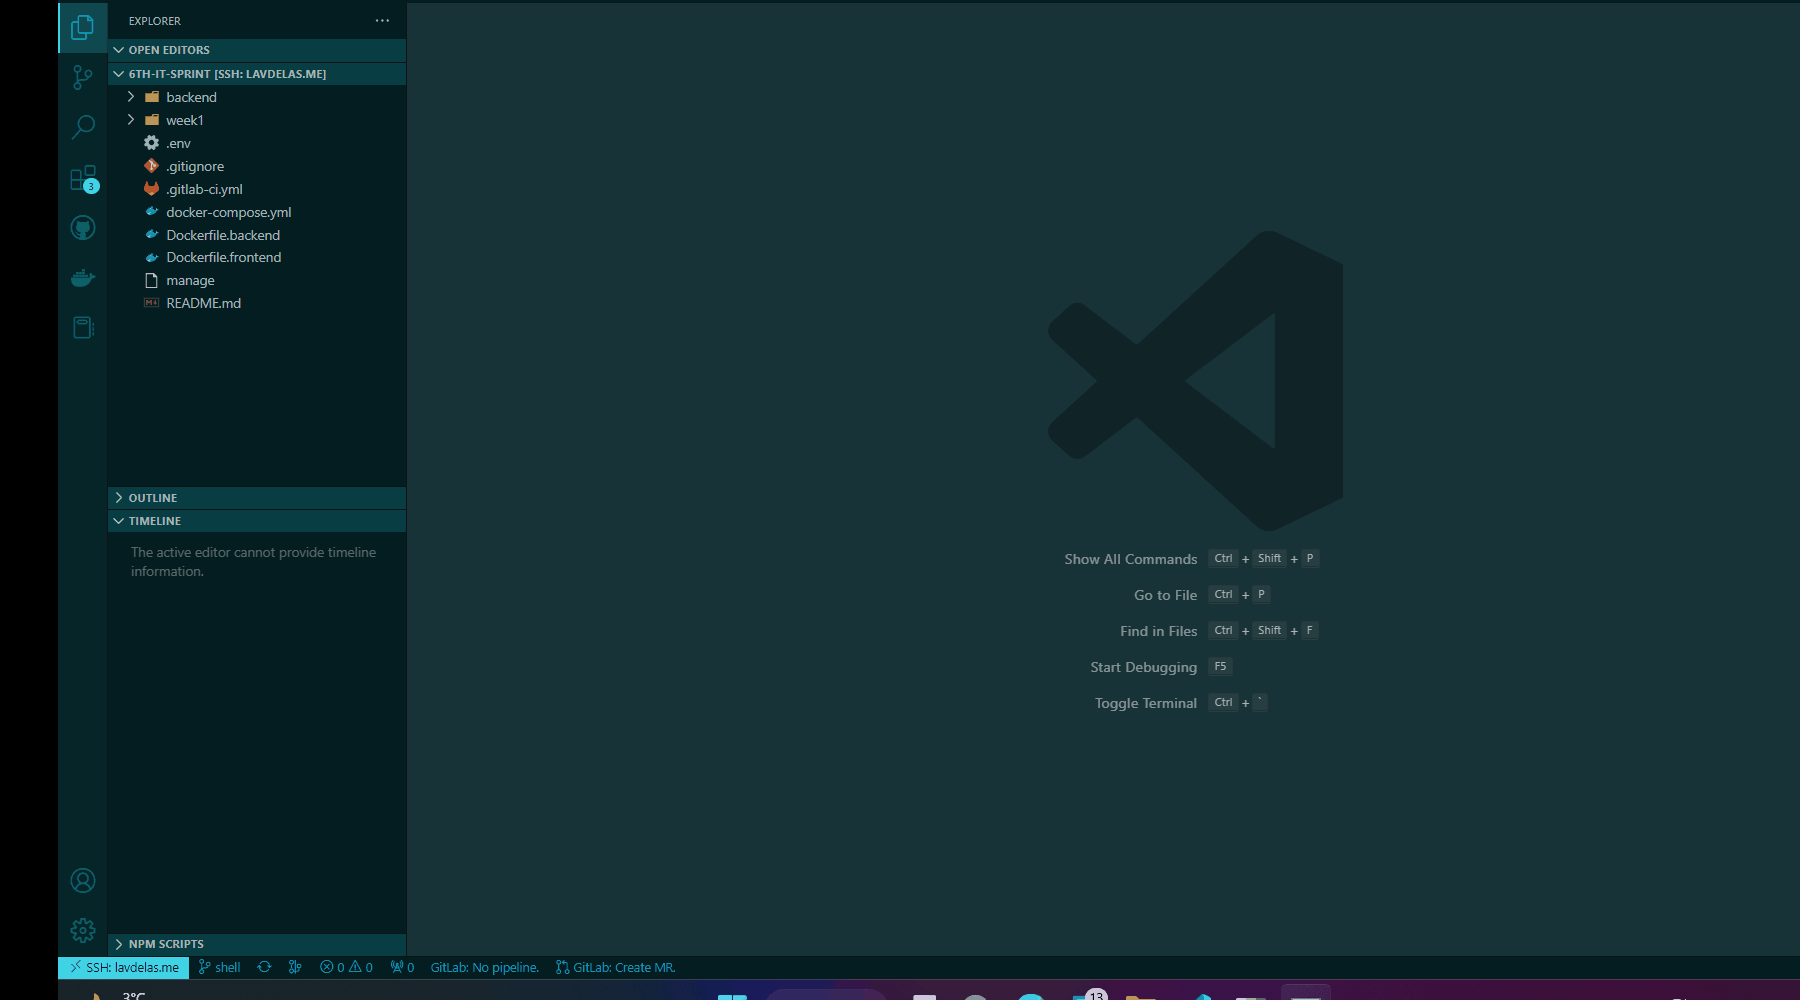 EXPLORER
OPEN EDITORS
6TH-IT-SPRINT [SSH: LAVDELAS.ME]
backend
week1
.env
.gitignore
.gitlab-ci.yml
docker-compose.yml
Dockerfile.backend
Dockerfile.frontend
manage
README.md
3
OUTLINE
TIMELINE
The active editor cannot provide timeline
information.
NPM SCRIPTS
Show All Commands Ctrl + Shift + P
Go to File Ctrl + P
Find in Files Ctrl + Shift + F
Start Debugging F5
Toggle Terminal Ctrl + `
SSH: lavdelas.me shell 0 0 0 GitLab: No pipeline. GitLab: Create MR.
3°C
13